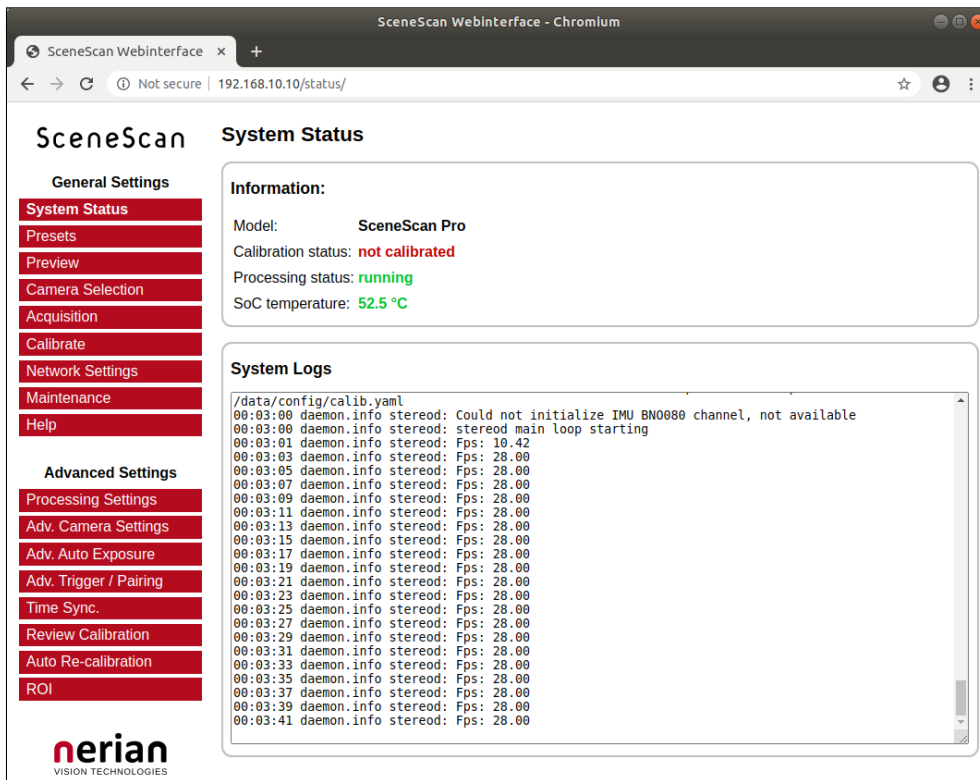 SceneScan Webinterface - Chromium
SceneScan Webinterface
Not secure | 192.168.10.10/status/
SceneScan
General Settings
System Status
Presets
Preview
Camera Selection
Acquisition
Calibrate
Network Settings
Maintenance
Help
Advanced Settings
Processing Settings
Adv. Camera Settings
Adv. Auto Exposure
Adv. Trigger / Pairing
Time Sync.
Review Calibration
Auto Re-calibration
ROI
nerian
VISION TECHNOLOGIES
System Status
Information:
Model: SceneScan Pro
Calibration status: not calibrated
Processing status: running
SoC temperature: 52.5 °C
System Logs
/data/config/calib.yaml
00:03:00 daemon.info stereod: Could not initialize IMU BNO080 channel, not available
00:03:00 daemon.info stereod: stereod main loop starting
00:03:01 daemon.info stereod: Fps: 10.42
00:03:03 daemon.info stereod: Fps: 28.00
00:03:05 daemon.info stereod: Fps: 28.00
00:03:07 daemon.info stereod: Fps: 28.00
00:03:09 daemon.info stereod: Fps: 28.00
00:03:11 daemon.info stereod: Fps: 28.00
00:03:13 daemon.info stereod: Fps: 28.00
00:03:15 daemon.info stereod: Fps: 28.00
00:03:17 daemon.info stereod: Fps: 28.00
00:03:19 daemon.info stereod: Fps: 28.00
00:03:21 daemon.info stereod: Fps: 28.00
00:03:23 daemon.info stereod: Fps: 28.00
00:03:25 daemon.info stereod: Fps: 28.00
00:03:27 daemon.info stereod: Fps: 28.00
00:03:29 daemon.info stereod: Fps: 28.00
00:03:31 daemon.info stereod: Fps: 28.00
00:03:33 daemon.info stereod: Fps: 28.00
00:03:35 daemon.info stereod: Fps: 28.00
00:03:37 daemon.info stereod: Fps: 28.00
00:03:39 daemon.info stereod: Fps: 28.00
00:03:41 daemon.info stereod: Fps: 28.00